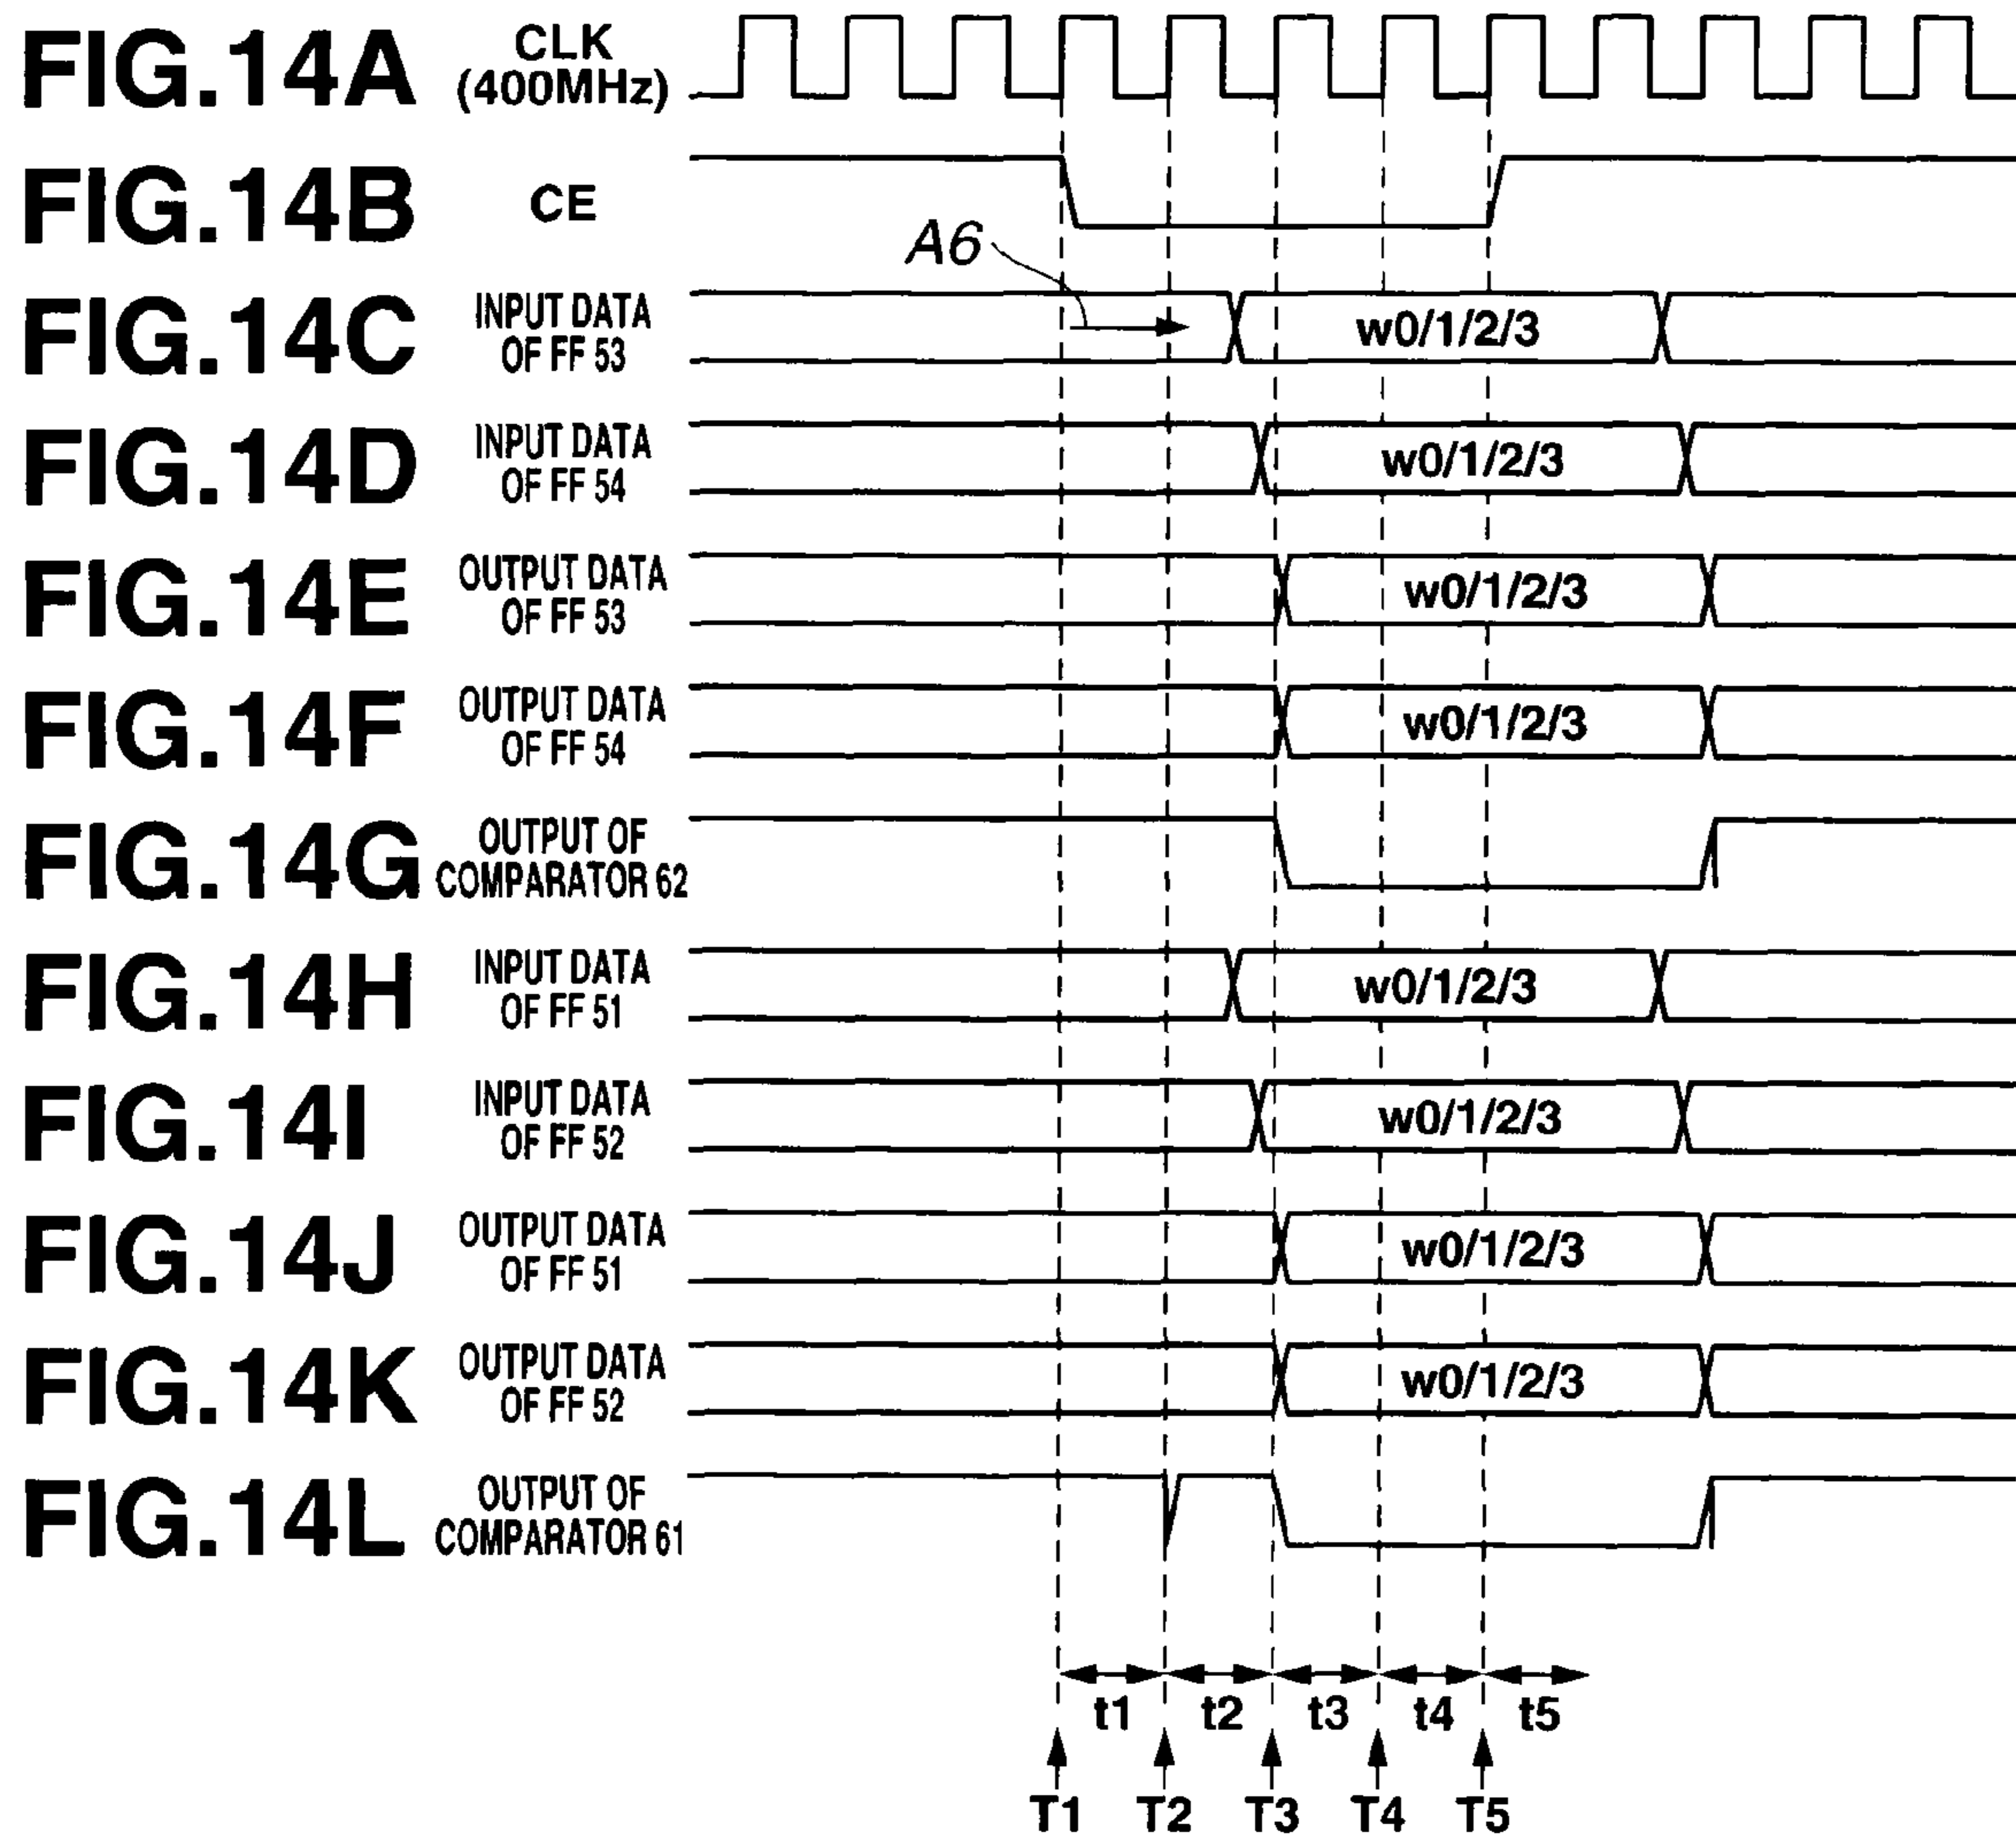 FIG.14A CLK
(400MHz)
FIG.14B CE
A6
FIG.14C INPUT DATA
OF FF 53
w0/1/2/3
FIG.14D INPUT DATA
OF FF 54
w0/1/2/3
FIG.14E OUTPUT DATA
OF FF 53
w0/1/2/3
FIG.14F OUTPUT DATA
OF FF 54
w0/1/2/3
FIG.14G OUTPUT OF
COMPARATOR 62
FIG.14H INPUT DATA
OF FF 51
w0/1/2/3
FIG.14I INPUT DATA
OF FF 52
w0/1/2/3
FIG.14J OUTPUT DATA
OF FF 51
w0/1/2/3
FIG.14K OUTPUT DATA
OF FF 52
w0/1/2/3
FIG.14L OUTPUT OF
COMPARATOR 61
t1 t2 t3 t4 t5
T1 T2 T3 T4 T5